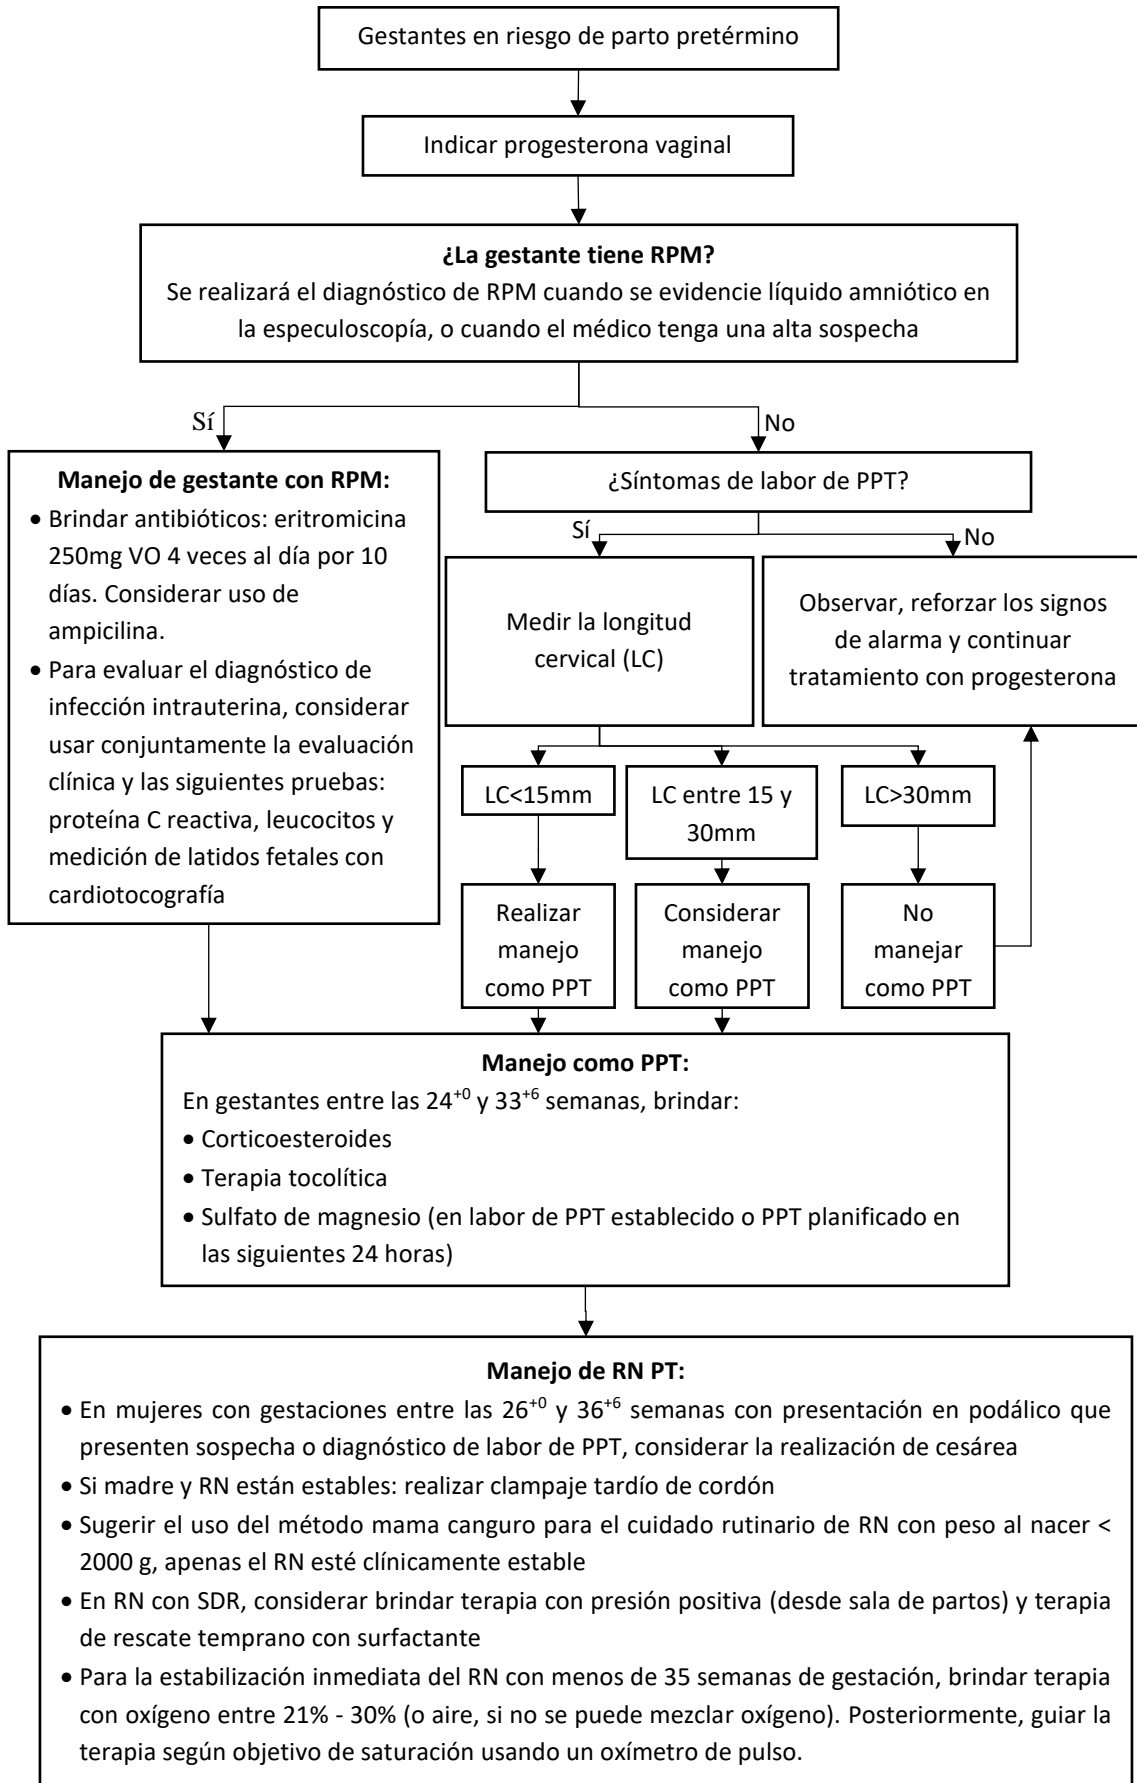 Gestantes en riesgo de parto pretérmino
Indicar progesterona vaginal
¿La gestante tiene RPM?
Se realizará el diagnóstico de RPM cuando se evidencie líquido amniótico en
la especuloscopía, o cuando el médico tenga una alta sospecha
Sí
No
Manejo de gestante con RPM:
• Brindar antibióticos: eritromicina
250mg VO 4 veces al día por 10
días. Considerar uso de
ampicilina.
• Para evaluar el diagnóstico de
infección intrauterina, considerar
usar conjuntamente la evaluación
clínica y las siguientes pruebas:
proteína C reactiva, leucocitos y
medición de latidos fetales con
cardiotocografía
¿Síntomas de labor de PPT?
Sí
No
Medir la longitud
cervical (LC)
Observar, reforzar los signos
de alarma y continuar
tratamiento con progesterona
LC<15mm
LC entre 15 y
30mm
LC>30mm
Realizar
manejo
como PPT
Considerar
manejo
como PPT
No
manejar
como PPT
Manejo como PPT:
En gestantes entre las 24+0 y 33+6 semanas, brindar:
• Corticoesteroides
• Terapia tocolítica
• Sulfato de magnesio (en labor de PPT establecido o PPT planificado en
las siguientes 24 horas)
Manejo de RN PT:
• En mujeres con gestaciones entre las 26+0 y 36+6 semanas con presentación en podálico que
presenten sospecha o diagnóstico de labor de PPT, considerar la realización de cesárea
• Si madre y RN están estables: realizar clampaje tardío de cordón
• Sugerir el uso del método mama canguro para el cuidado rutinario de RN con peso al nacer <
2000 g, apenas el RN esté clínicamente estable
• En RN con SDR, considerar brindar terapia con presión positiva (desde sala de partos) y terapia
de rescate temprano con surfactante
• Para la estabilización inmediata del RN con menos de 35 semanas de gestación, brindar terapia
con oxígeno entre 21% - 30% (o aire, si no se puede mezclar oxígeno). Posteriormente, guiar la
terapia según objetivo de saturación usando un oxímetro de pulso.